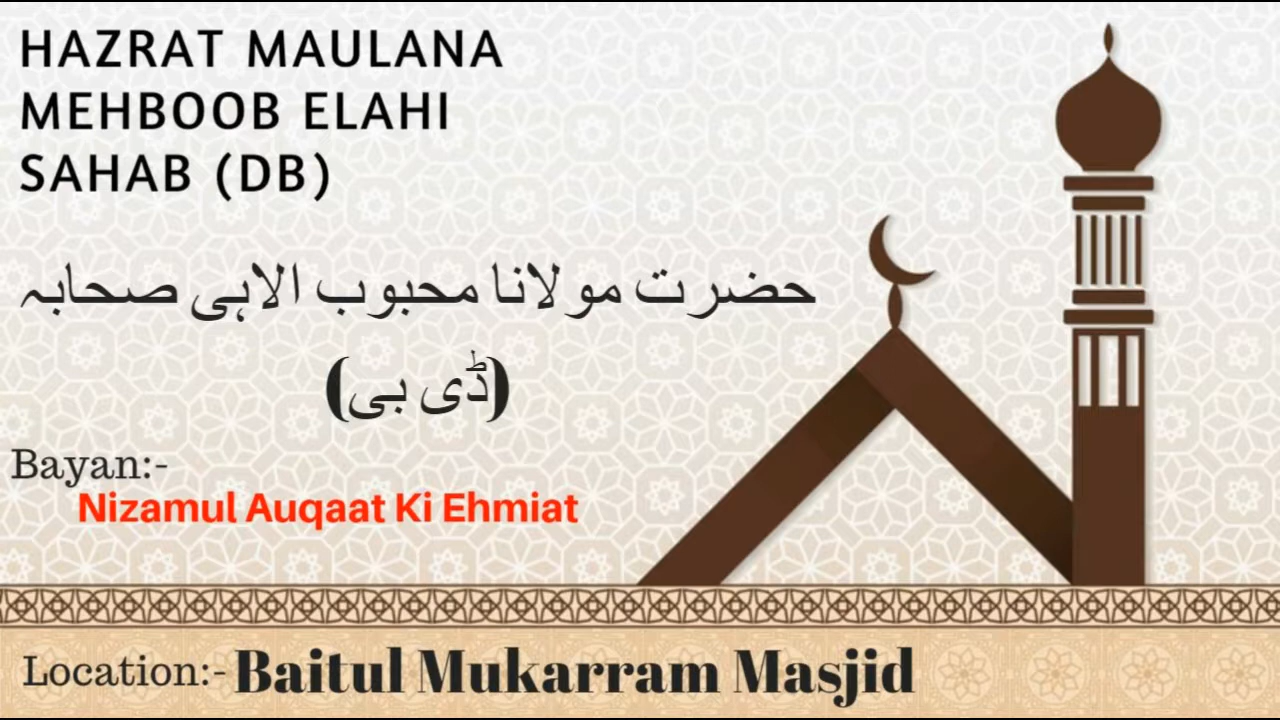 HAZRAT MAULANA
MEHBOOB ELAHI
SAHAB (DB)
حضرت مولانا محبوب الاہی صحابہ
(ڈی بی)
Bayan:-
Nizamul Auqaat Ki Ehmiat
Location:- Baitul Mukarram Masjid